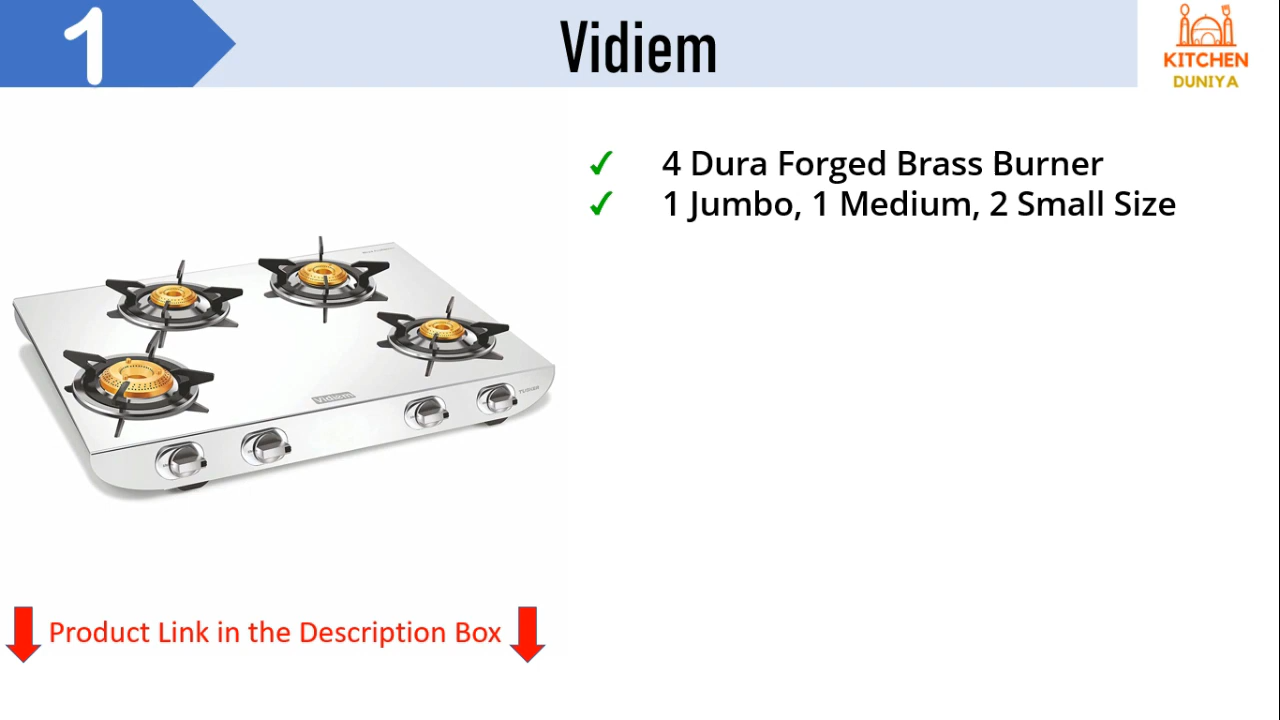 1
Vidiem
KITCHEN
DUNIYA
✓ 4 Dura Forged Brass Burner
✓ 1 Jumbo, 1 Medium, 2 Small Size
Vidiem
Product Link in the Description Box